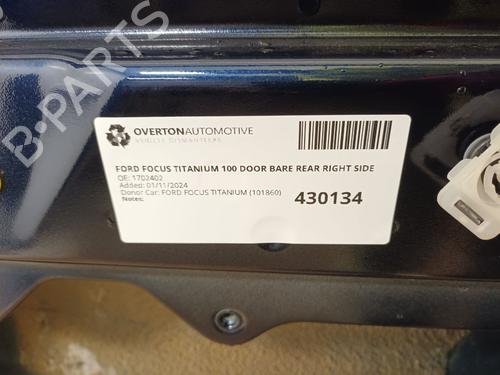 B-PARTS
OVERTONAUTOMOTIVE
VEHICLE DISMANTLERS
FORD FOCUS TITANIUM 100 DOOR BARE REAR RIGHT SIDE
OE: 1702402
Added: 01/11/2024
Donor Car: FORD FOCUS TITANIUM (101860)
Notes:
430134